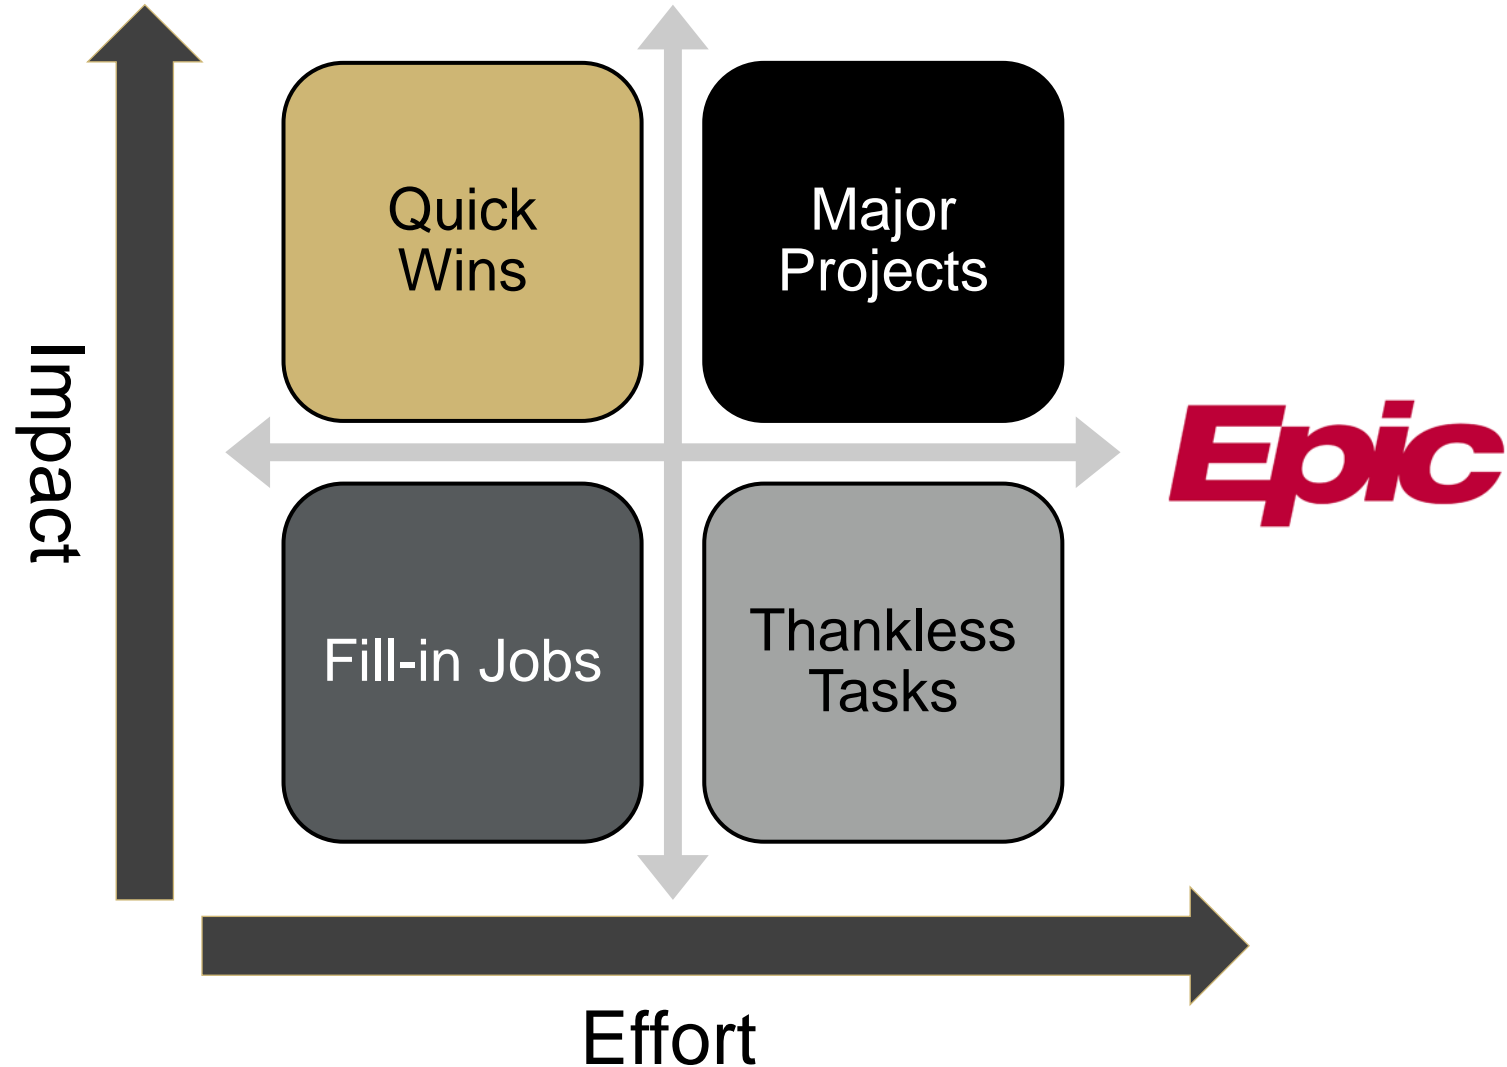 Quick
Wins
Major
Projects
Impact
Epic
Fill-in Jobs
Thankless
Tasks
Effort